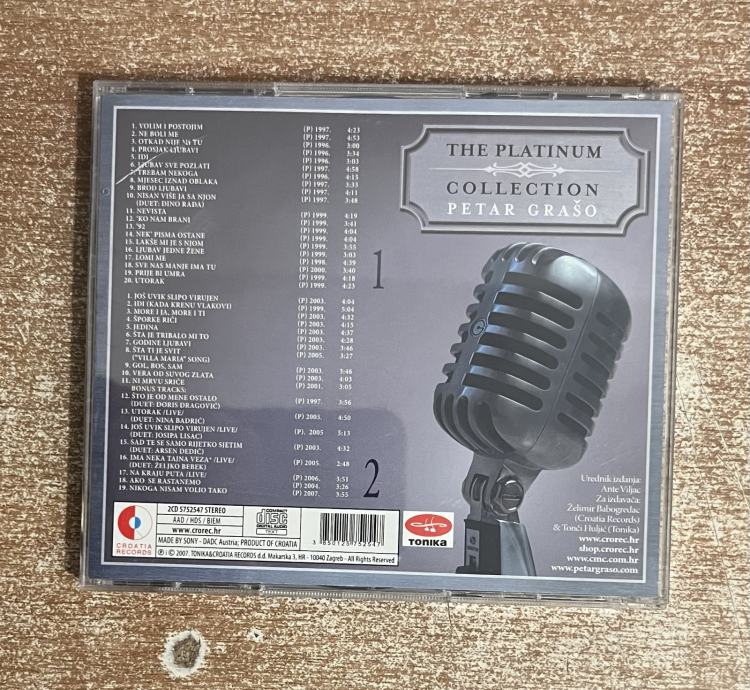 1. VOLIM I POSTOJIM (P) 1997. 4:23
2. NE BOLI ME (P) 1997. 4:53
3. OTKAD NIJE TU (P) 1996. 3:00
4. PROSJAK LJUBAVI (P) 1996. 3:34
5. IDI (P) 1996. 3:03
6. LJUBAV SVE POZLATI (P) 1997. 4:58
7. TREBAM NEKOGA (P) 1996. 4:15
8. MJESEC IZNAD OBLAKA (P) 1997. 3:33
9. BROD LJUBAVI (P) 1997. 4:11
10. NISAN VIŠE JA SA NJON (P) 1997. 3:48
(DUET: DINO RAĐA)
11. NEVISTA (P) 1999. 4:19
12. "KO NAM BRANI (P) 1999. 3:41
13. '92 (P) 1999. 4:04
14. NEK' PISMA OSTANE (P) 1999. 4:04
15. LAKŠE MI JE S NJOM (P) 1999. 3:55
16. LJUBAV JEDNE ŽENE (P) 1999. 3:03
17. LOMI ME (P) 1998. 4:39
18. SVE NAS MANJE IMA TU (P) 2000. 3:40
19. PRIJE BI UMRA (P) 1999. 4:18
20. UTORAK (P) 1999. 4:23
1
1. JOŠ UVIK SLIPO VIRUJEN (P) 2003. 4:04
2. IDI (KADA KRENU VLAKOVI) (P) 1999. 5:04
3. MORE I JA, MORE I TI (P) 2003. 4:32
4. ŠPORKE RIČI (P) 2003. 4:15
5. JEDINA (P) 2003. 4:37
6. ŠTA JE TRIBALO MI TO (P) 2003. 4:28
7. GODINE LJUBAVI (P) 2003. 3:46
8. ŠTA TI JE SVIT (P) 2005. 3:27
("VILLA MARIA" SONG)
9. GOL, BOS, SAM (P) 2003. 3:46
10. VERA OD SUVOG ZLATA (P) 2003. 4:03
11. NI MRVU SRIĆE (P) 2001. 3:05
BONUS TRACKS:
12. ŠTO JE OD MENE OSTALO (P) 1997. 3:56
(DUET: DORIS DRAGOVIĆ)
13. UTORAK /LIVE/ (P) 2003. 4:50
(DUET: NINA BADRIĆ)
14. JOŠ UVIK SLIPO VIRUJEN /LIVE/ (P). 2005 5:13
(DUET: JOSIPA LISAC)
15. SAD TE SE SAMO RIJETKO SJETIM (P) 2003. 4:32
(DUET: ARSEN DEDIĆ)
16. IMA NEKA TAJNA VEZA" /LIVE/ (P) 2005. 2:48
(DUET: ŽELJKO BEBEK)
17. NA KRAJU PUTA /LIVE/ (P) 2006. 3:51
18. AKO SE RASTANEMO (P) 2004. 3:26
19. NIKOGA NISAM VOLIO TAKO (P) 2007. 3:55
2
THE PLATINUM
COLLECTION
PETAR GRAŠO
Urednik izdanja:
Ante Viljac
Za izdavača:
Želimir Babogredac
(Croatia Records)
& Tonči Huljić (Tonika)
www.crorec.hr
shop.crorec.hr
www.cmc.com.hr
www.petargraso.com
CROATIA
RECORDS
2CD 5752547 STEREO
AAD / HDS / BIEM
www.crorec.hr
COMPACT
disc
DIGITAL AUDIO
TEXT
3 850125 752547
MADE BY SONY - DADC Austria; PRODUCT OF CROATIA
Ⓟ I © 2007. TONIKA&CROATIA RECORDS d.d. Makarska 3, HR - 10040 Zagreb - All Rights Reserved
TONIKA